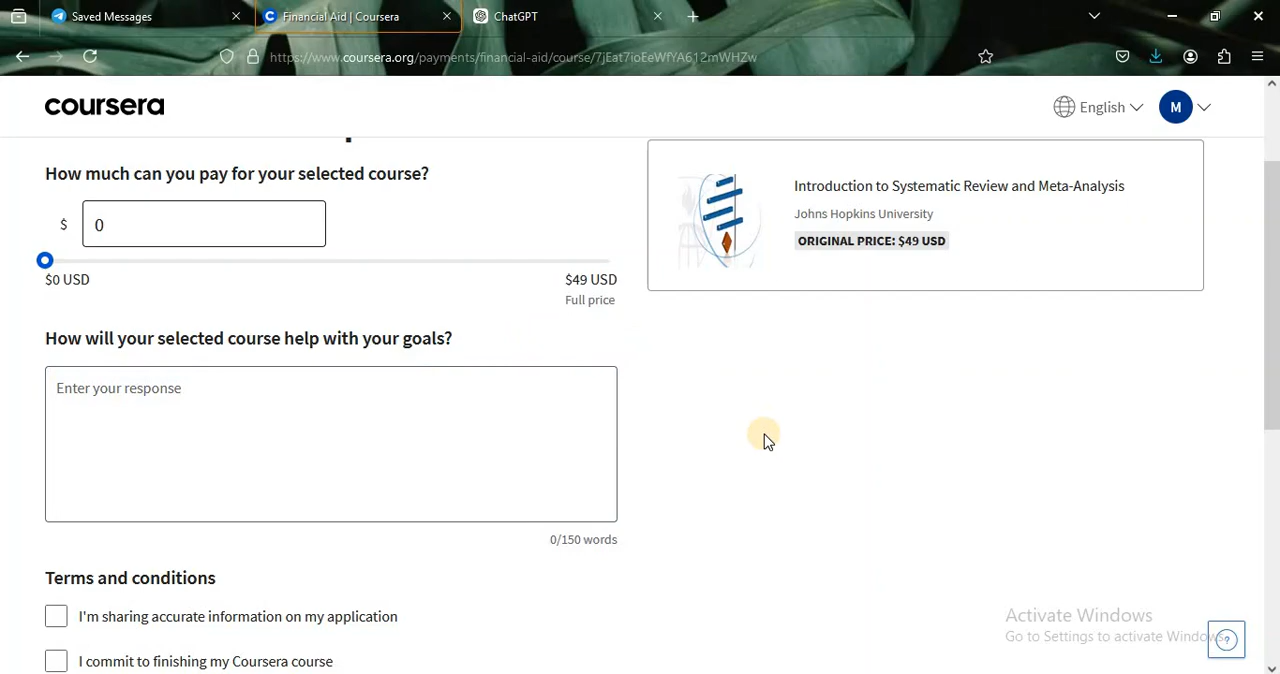 Saved Messages
Financial Aid | Coursera
ChatGPT
https://www.coursera.org/payments/financial-aid/course/7jEat7ioEeWfYA612mWHZw
coursera
English
M
How much can you pay for your selected course?
$ 0
$0 USD
$49 USD
Full price
Introduction to Systematic Review and Meta-Analysis
Johns Hopkins University
ORIGINAL PRICE: $49 USD
How will your selected course help with your goals?
Enter your response
0/150 words
Terms and conditions
I'm sharing accurate information on my application
I commit to finishing my Coursera course
Activate Windows
Go to Settings to activate Windows.